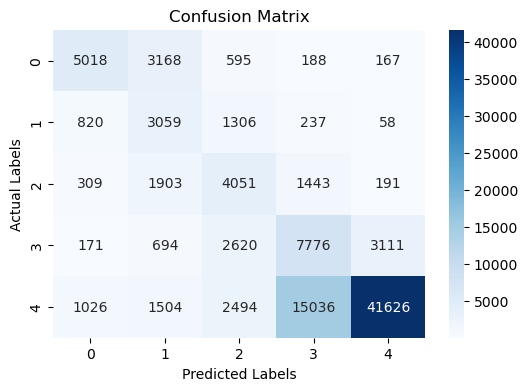 Confusion Matrix
Actual Labels
0 5018 3168 595 188 167
1 820 3059 1306 237 58
2 309 1903 4051 1443 191
3 171 694 2620 7776 3111
4 1026 1504 2494 15036 41626
0 1 2 3 4
Predicted Labels
40000
35000
30000
25000
20000
15000
10000
5000